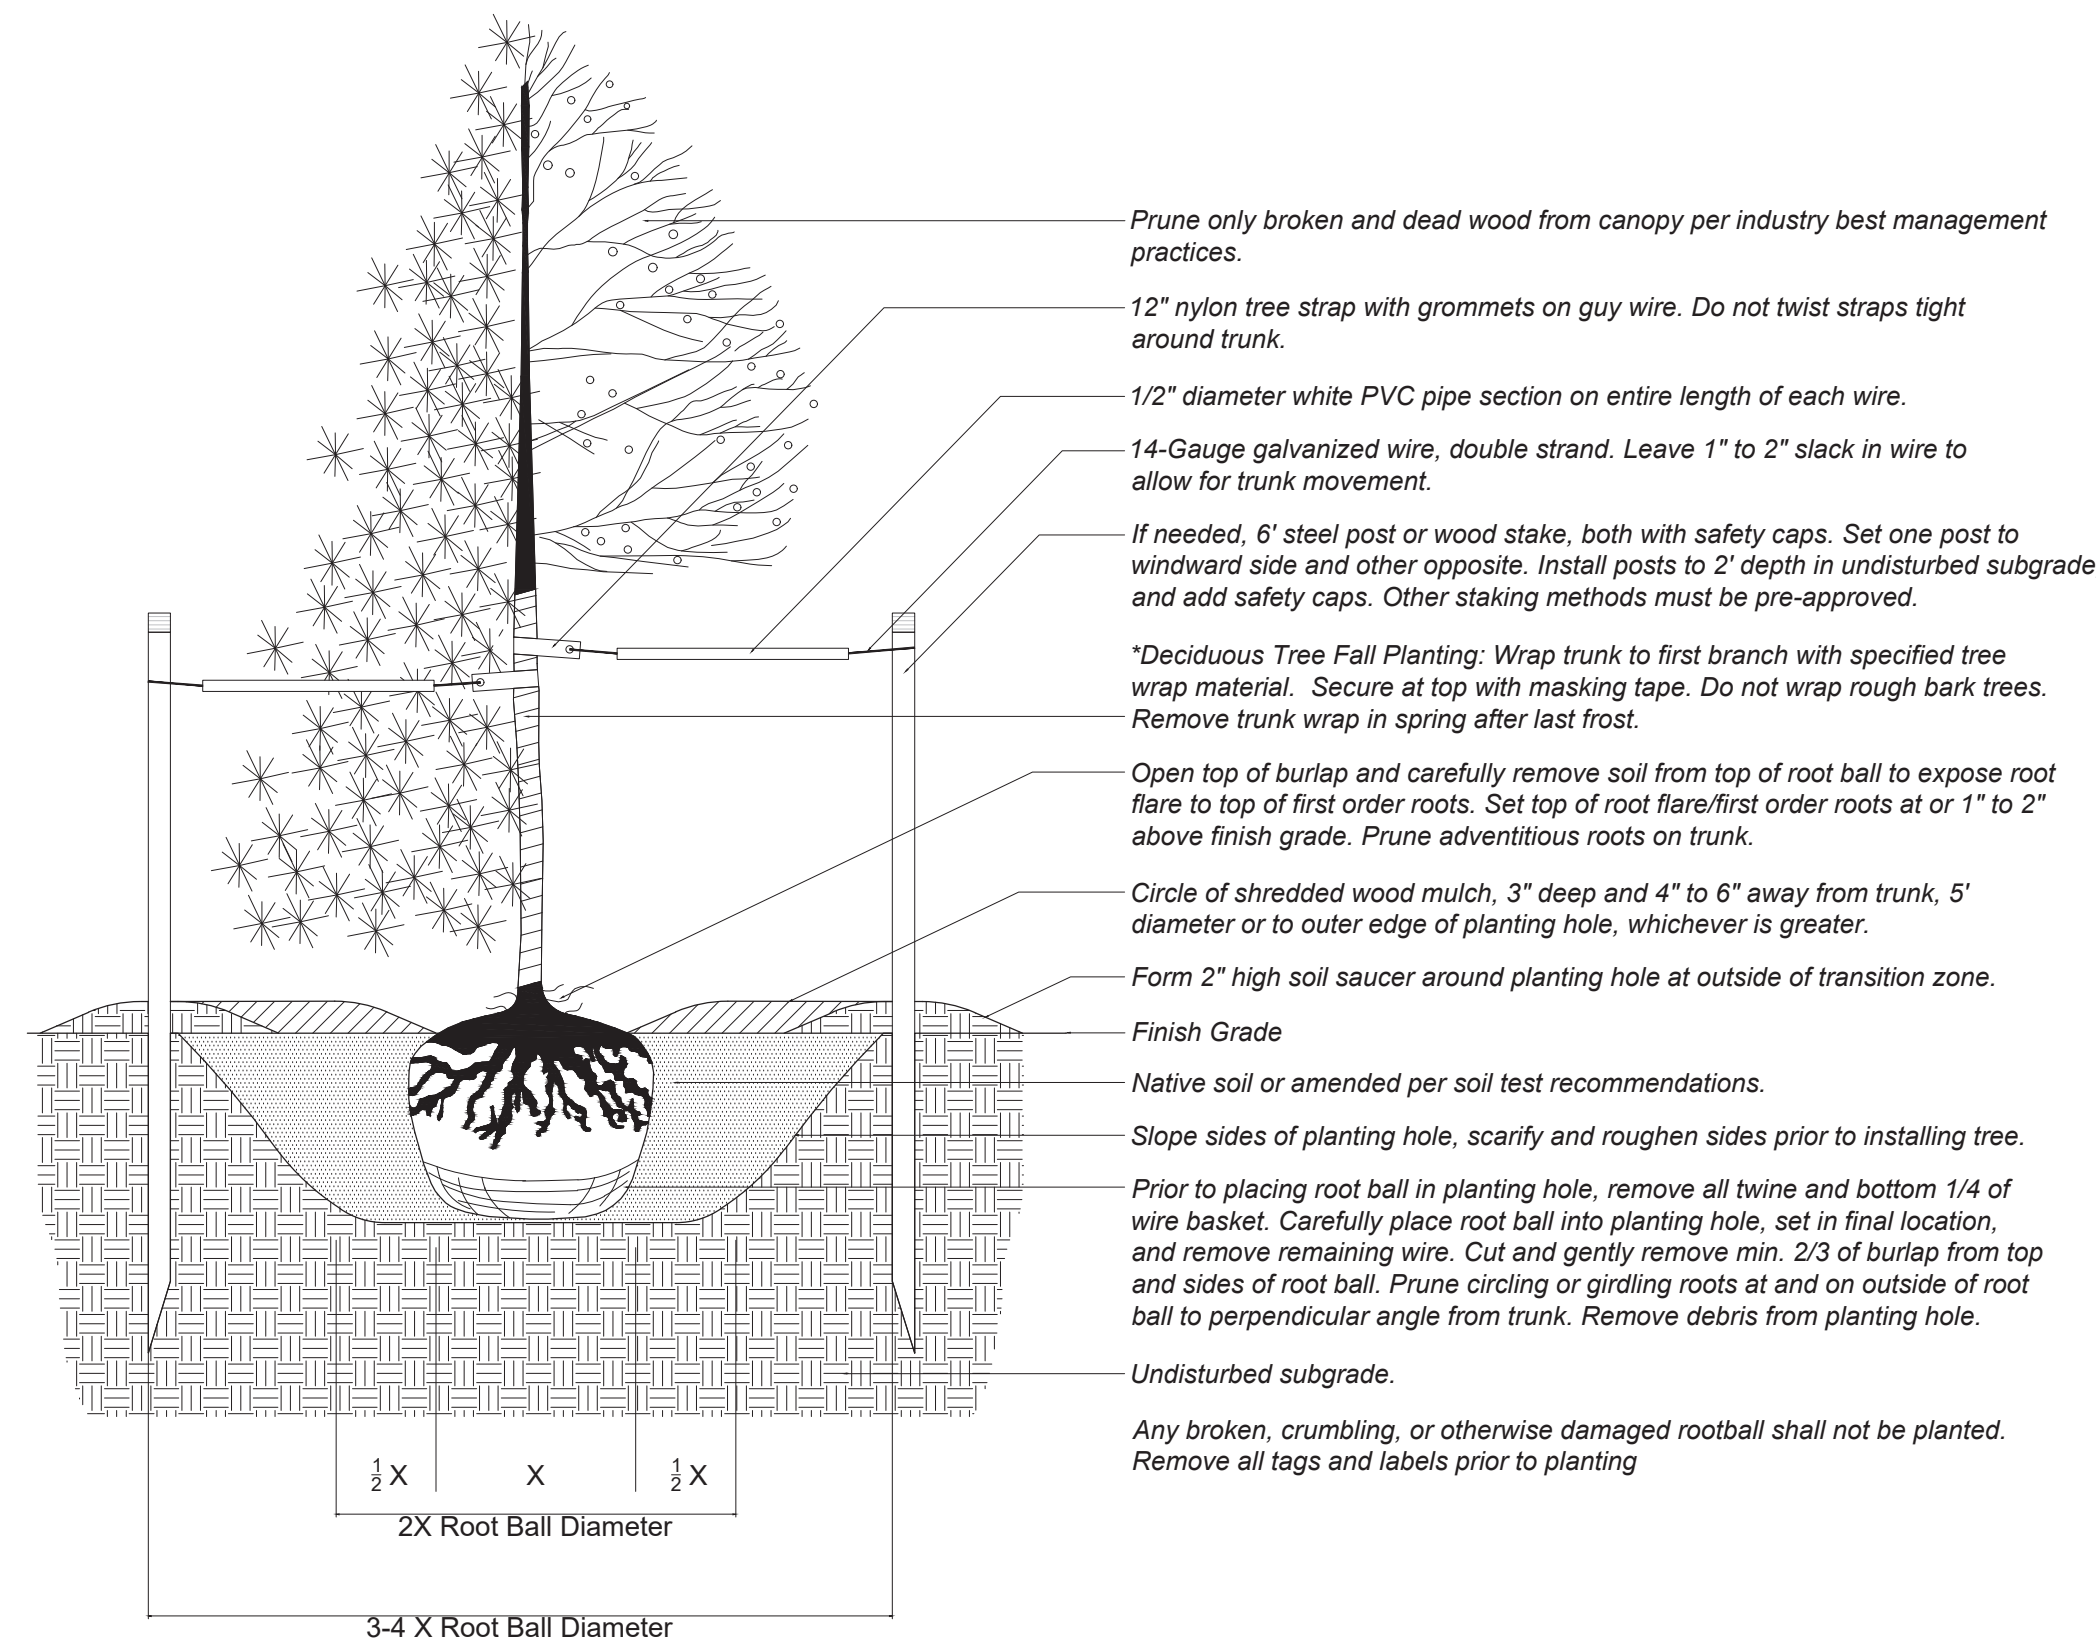 Prune only broken and dead wood from canopy per industry best management
practices.
12" nylon tree strap with grommets on guy wire. Do not twist straps tight
around trunk.
1/2" diameter white PVC pipe section on entire length of each wire.
14-Gauge galvanized wire, double strand. Leave 1" to 2" slack in wire to
allow for trunk movement.
If needed, 6' steel post or wood stake, both with safety caps. Set one post to
windward side and other opposite. Install posts to 2' depth in undisturbed subgrade
and add safety caps. Other staking methods must be pre-approved.
*Deciduous Tree Fall Planting: Wrap trunk to first branch with specified tree
wrap material. Secure at top with masking tape. Do not wrap rough bark trees.
Remove trunk wrap in spring after last frost.
Open top of burlap and carefully remove soil from top of root ball to expose root
flare to top of first order roots. Set top of root flare/first order roots at or 1" to 2"
above finish grade. Prune adventitious roots on trunk.
Circle of shredded wood mulch, 3" deep and 4" to 6" away from trunk, 5'
diameter or to outer edge of planting hole, whichever is greater.
Form 2" high soil saucer around planting hole at outside of transition zone.
Finish Grade
Native soil or amended per soil test recommendations.
Slope sides of planting hole, scarify and roughen sides prior to installing tree.
Prior to placing root ball in planting hole, remove all twine and bottom 1/4 of
wire basket. Carefully place root ball into planting hole, set in final location,
and remove remaining wire. Cut and gently remove min. 2/3 of burlap from top
and sides of root ball. Prune circling or girdling roots at and on outside of root
ball to perpendicular angle from trunk. Remove debris from planting hole.
Undisturbed subgrade.
Any broken, crumbling, or otherwise damaged rootball shall not be planted.
Remove all tags and labels prior to planting
1/2 X X 1/2 X
2X Root Ball Diameter
3-4 X Root Ball Diameter